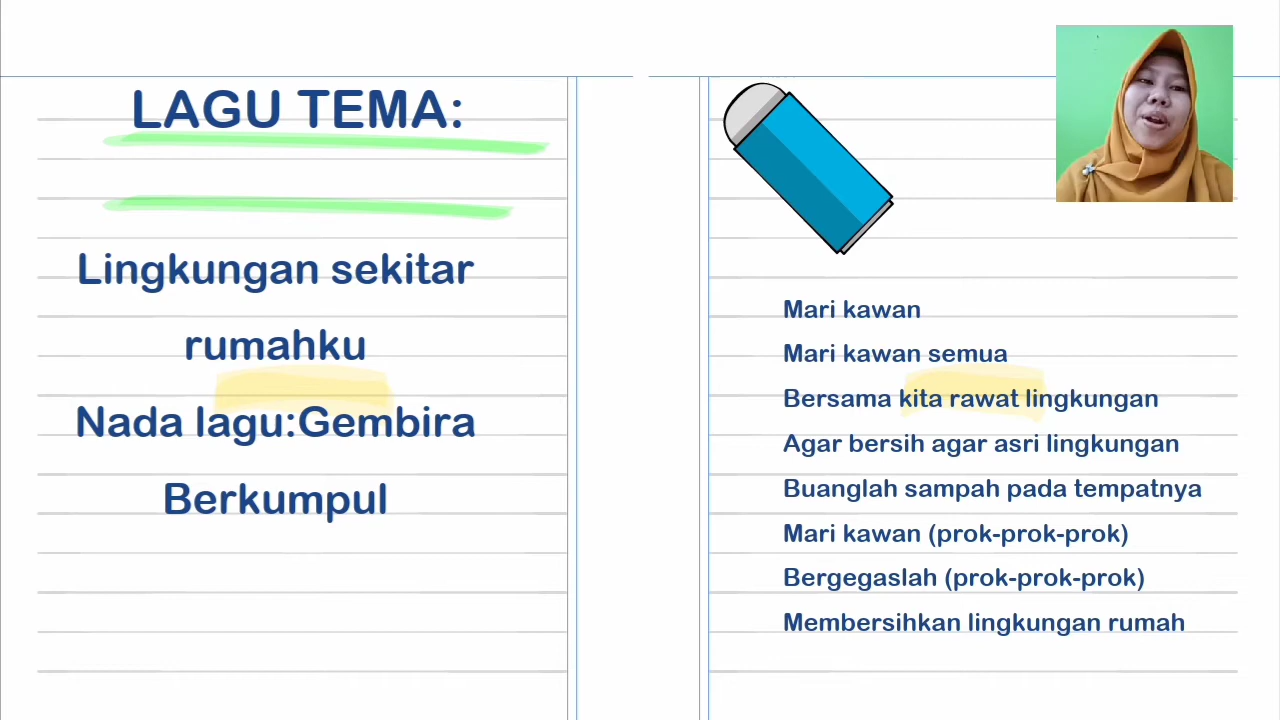 LAGU TEMA:
Lingkungan sekitar
rumahku
Nada lagu:Gembira
Berkumpul
Mari kawan
Mari kawan semua
Bersama kita rawat lingkungan
Agar bersih agar asri lingkungan
Buanglah sampah pada tempatnya
Mari kawan (prok-prok-prok)
Bergegaslah (prok-prok-prok)
Membersihkan lingkungan rumah